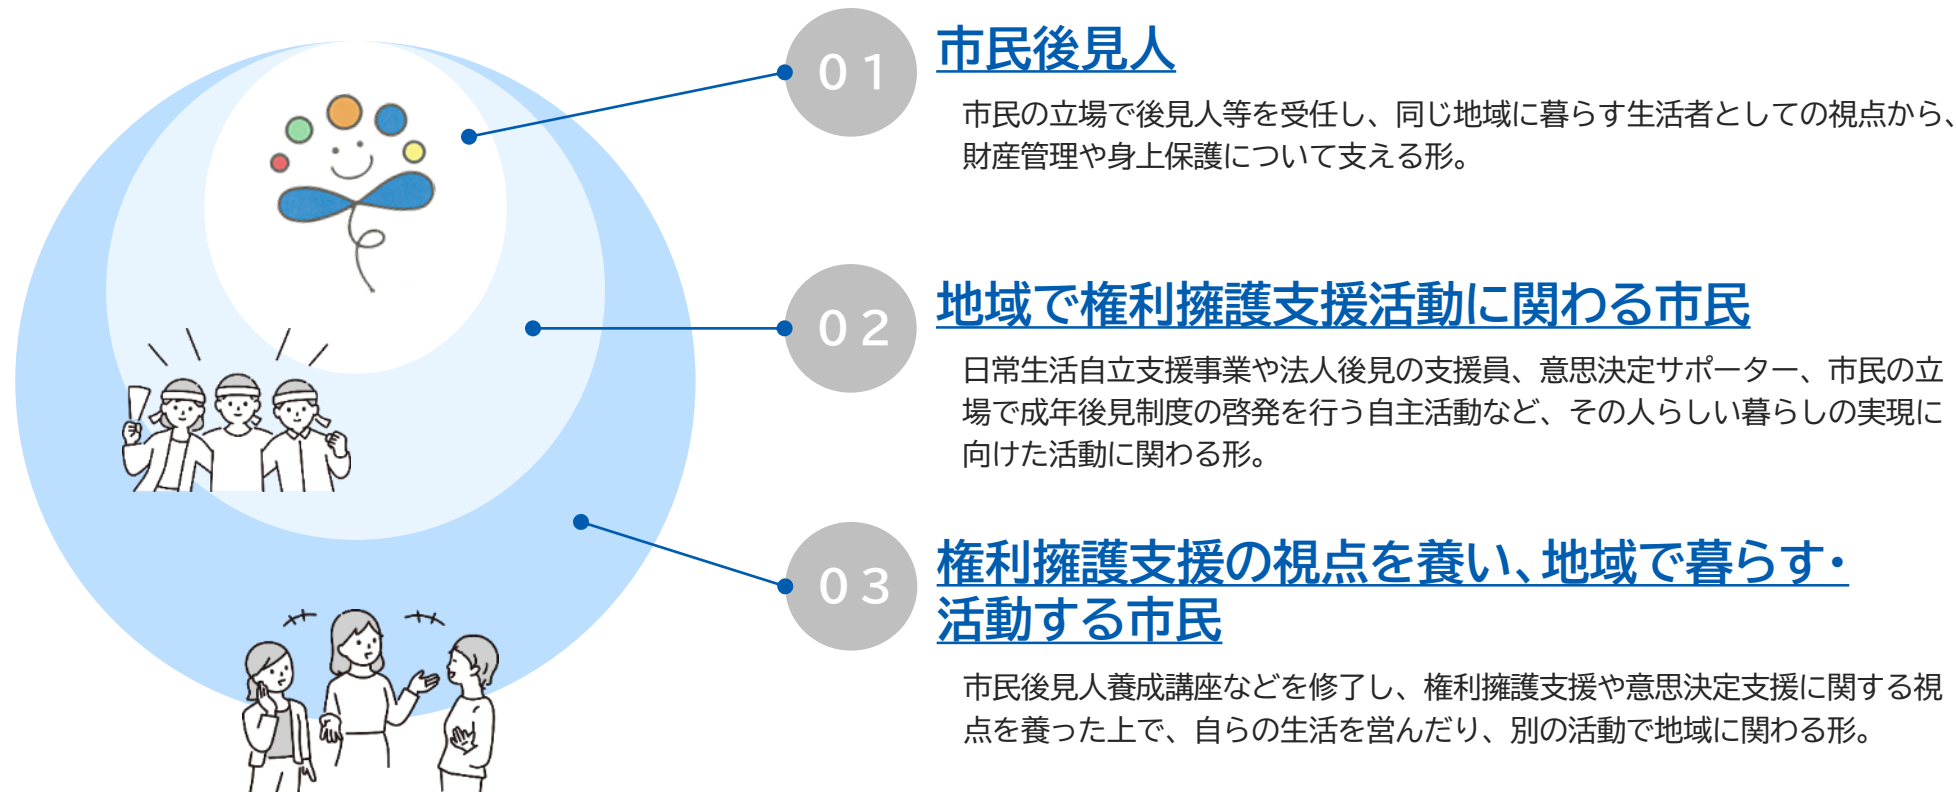 01
市民後見人
市民の立場で後見人等を受任し、同じ地域に暮らす生活者としての視点から、
財産管理や身上保護について支える形。
02
地域で権利擁護支援活動に関わる市民
日常生活自立支援事業や法人後見の支援員、意思決定サポーター、市民の立
場で成年後見制度の啓発を行う自主活動など、その人らしい暮らしの実現に
向けた活動に関わる形。
03
権利擁護支援の視点を養い、地域で暮らす・
活動する市民
市民後見人養成講座などを修了し、権利擁護支援や意思決定支援に関する視
点を養った上で、自らの生活を営んだり、別の活動で地域に関わる形。